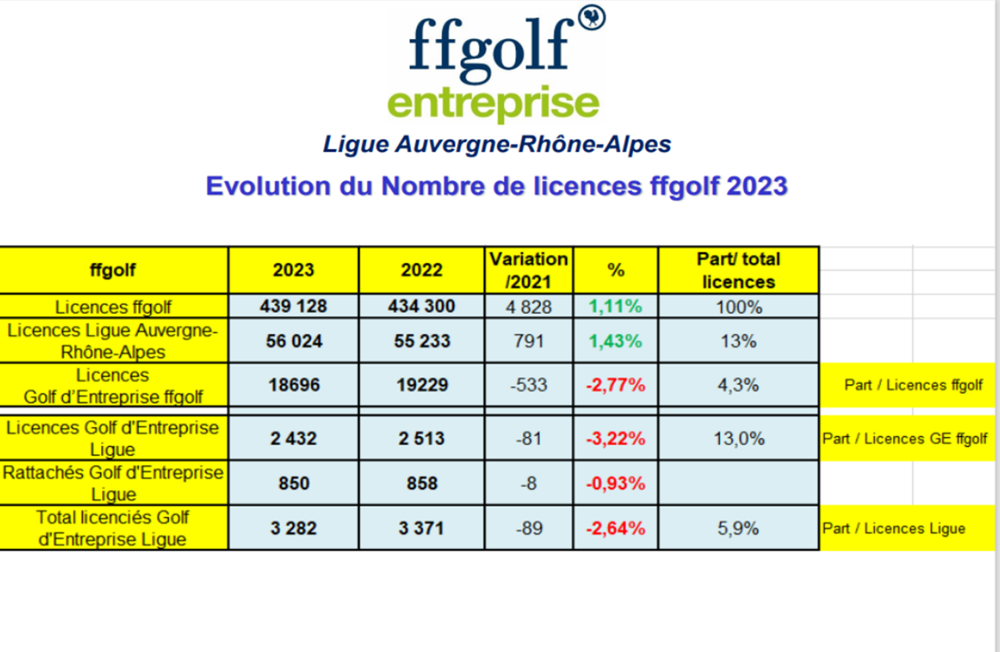 ffgolf
entreprise
Ligue Auvergne-Rhône-Alpes
Evolution du Nombre de licences ffgolf 2023
ffgolf 2023 2022 Variation /2021 % Part/ total licences
Licences ffgolf 439 128 434 300 4 828 1,11% 100%
Licences Ligue Auvergne-Rhône-Alpes 56 024 55 233 791 1,43% 13%
Licences Golf d’Entreprise ffgolf 18696 19229 -533 -2,77% 4,3% Part / Licences ffgolf
Licences Golf d'Entreprise Ligue 2 432 2 513 -81 -3,22% 13,0% Part / Licences GE ffgolf
Rattachés Golf d'Entreprise Ligue 850 858 -8 -0,93%
Total licenciés Golf d'Entreprise Ligue 3 282 3 371 -89 -2,64% 5,9% Part / Licences Ligue